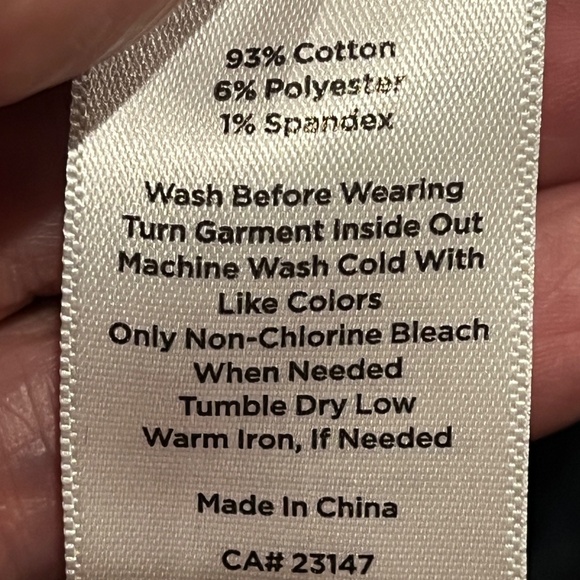 93% Cotton
6% Polyester
1% Spandex
Wash Before Wearing
Turn Garment Inside Out
Machine Wash Cold With
Like Colors
Only Non-Chlorine Bleach
When Needed
Tumble Dry Low
Warm Iron, If Needed
Made In China
CA# 23147